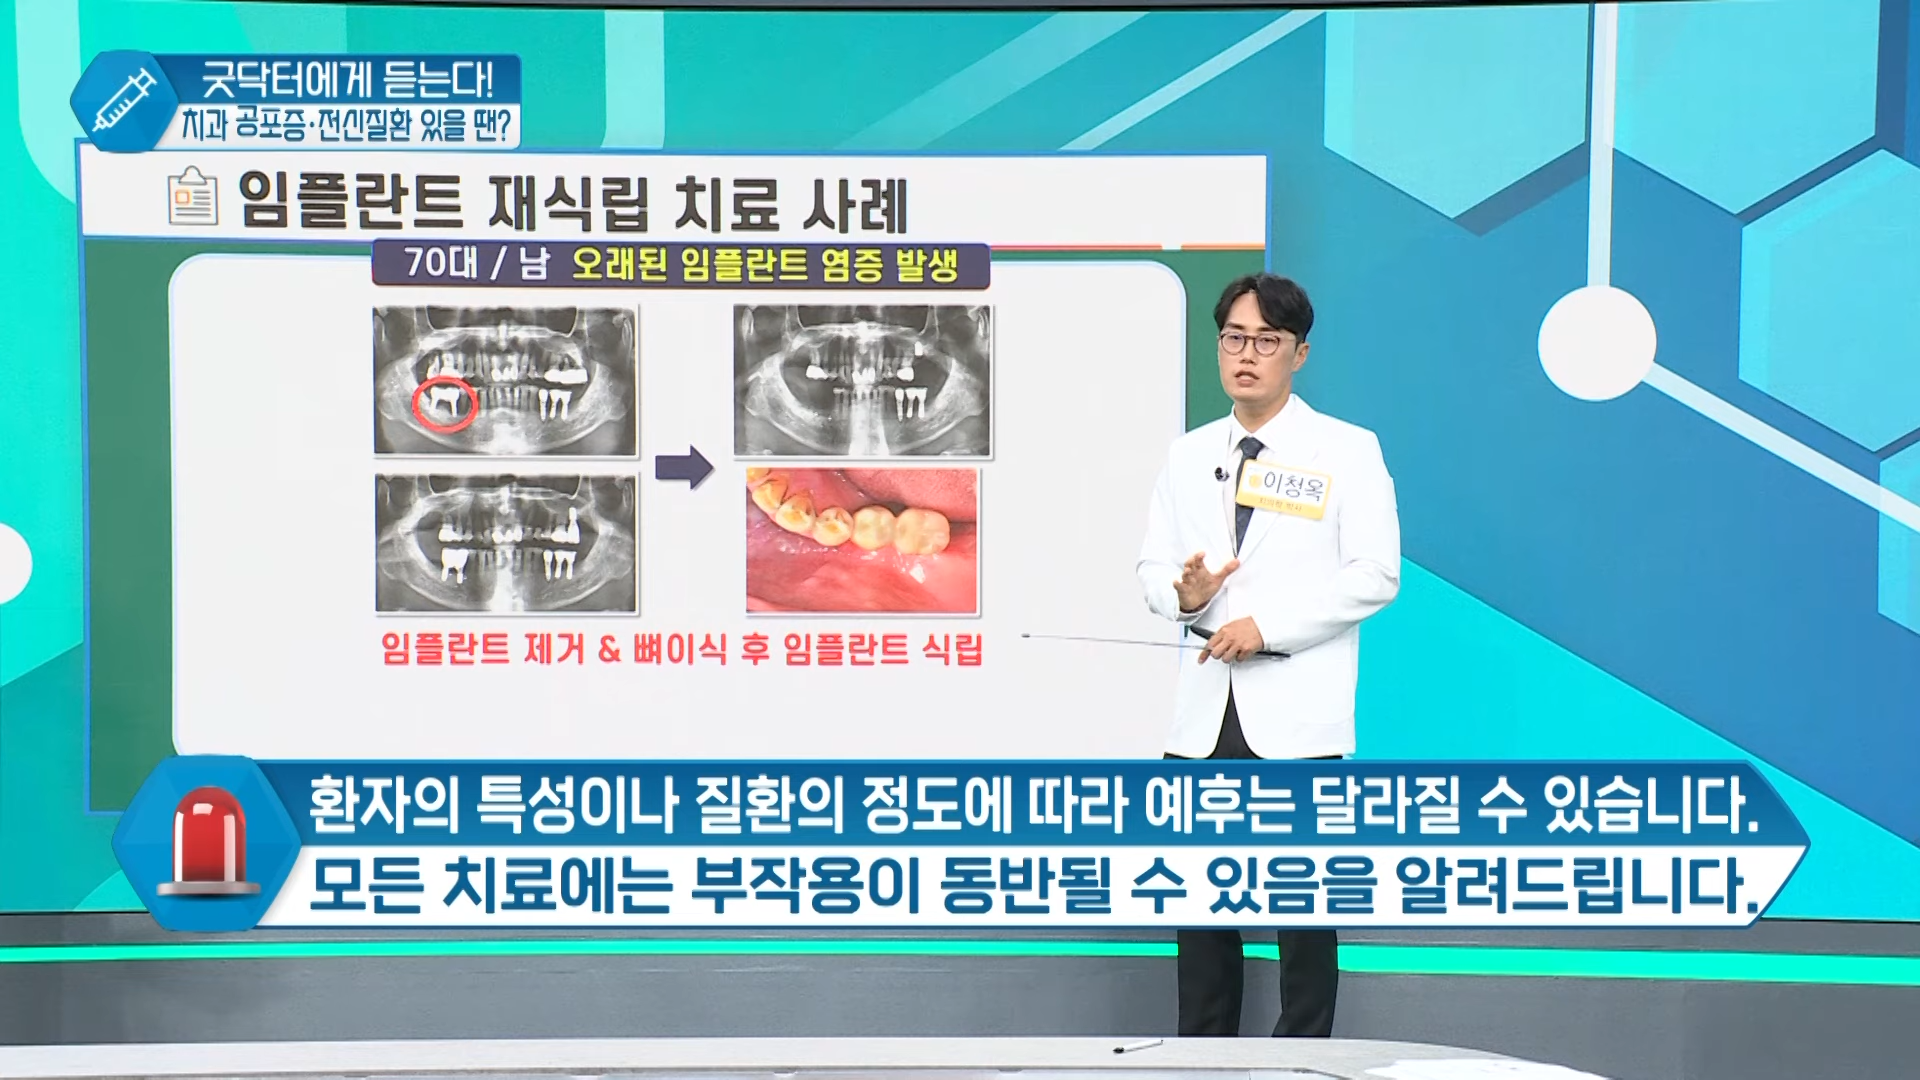 굿닥터에게 듣는다!
치과 공포증·전신질환 있을 땐?
임플란트 재식립 치료 사례
70대 / 남 오래된 임플란트 염증 발생
임플란트 제거 & 뼈이식 후 임플란트 식립
이청옥
환자의 특성이나 질환의 정도에 따라 예후는 달라질 수 있습니다.
모든 치료에는 부작용이 동반될 수 있음을 알려드립니다.